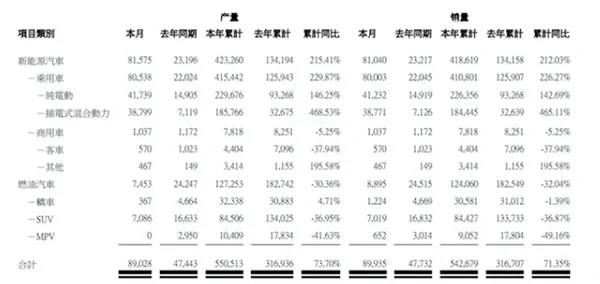 产量 銷量
項目類別 本月 去年同期 本年累計 去年累計 累計同比 本月 去年同期 本年累計 去年累計 累計同比
新能源汽車 81,575 23,196 423,260 134,194 215.41% 81,040 23,217 418,619 134,158 212.03%
－乘用車 80,538 22,024 415,442 125,943 229.87% 80,003 22,045 410,801 125,907 226.27%
－純電動 41,739 14,905 229,676 93,268 146.25% 41,232 14,919 226,356 93,268 142.69%
－插電式混合動力 38,799 7,119 185,766 32,675 468.53% 38,771 7,126 184,445 32,639 465.11%
－商用車 1,037 1,172 7,818 8,251 -5.25% 1,037 1,172 7,818 8,251 -5.25%
－客車 570 1,023 4,404 7,096 -37.94% 570 1,023 4,404 7,096 -37.94%
－其他 467 149 3,414 1,155 195.58% 467 149 3,414 1,155 195.58%
燃油汽車 7,453 24,247 127,253 182,742 -30.36% 8,895 24,515 124,060 182,549 -32.04%
－轎車 367 4,664 32,338 30,883 4.71% 1,224 4,669 30,581 31,012 -1.39%
－SUV 7,086 16,633 84,506 134,025 -36.95% 7,019 16,832 84,427 133,733 -36.87%
－MPV 0 2,950 10,409 17,834 -41.63% 652 3,014 9,052 17,804 -49.16%
合計 89,028 47,443 550,513 316,936 73.70% 89,935 47,732 542,679 316,707 71.35%